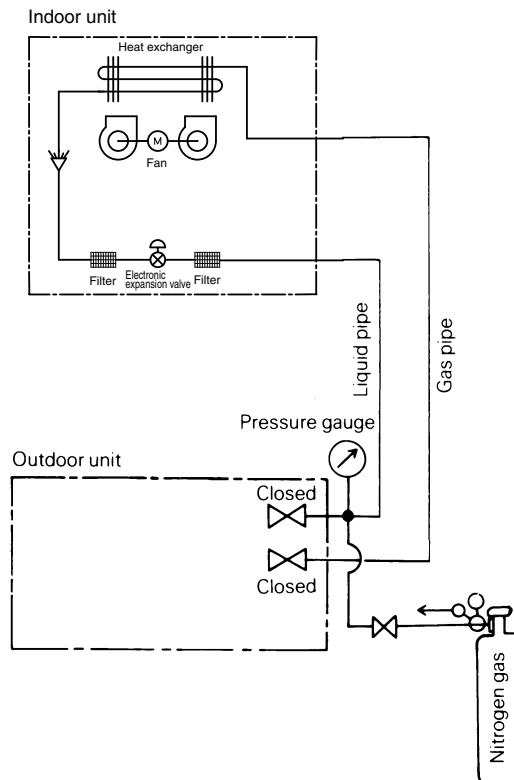 Indoor unit
Heat exchanger
M
Fan
Filter
Electronic
expansion valve
Filter
Liquid pipe
Gas pipe
Pressure gauge
Outdoor unit
Closed
Closed
Nitrogen gas